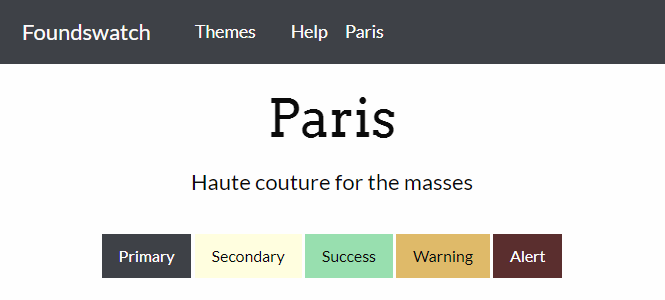 Foundswatch Themes Help Paris
Paris
Haute couture for the masses
Primary Secondary Success Warning Alert